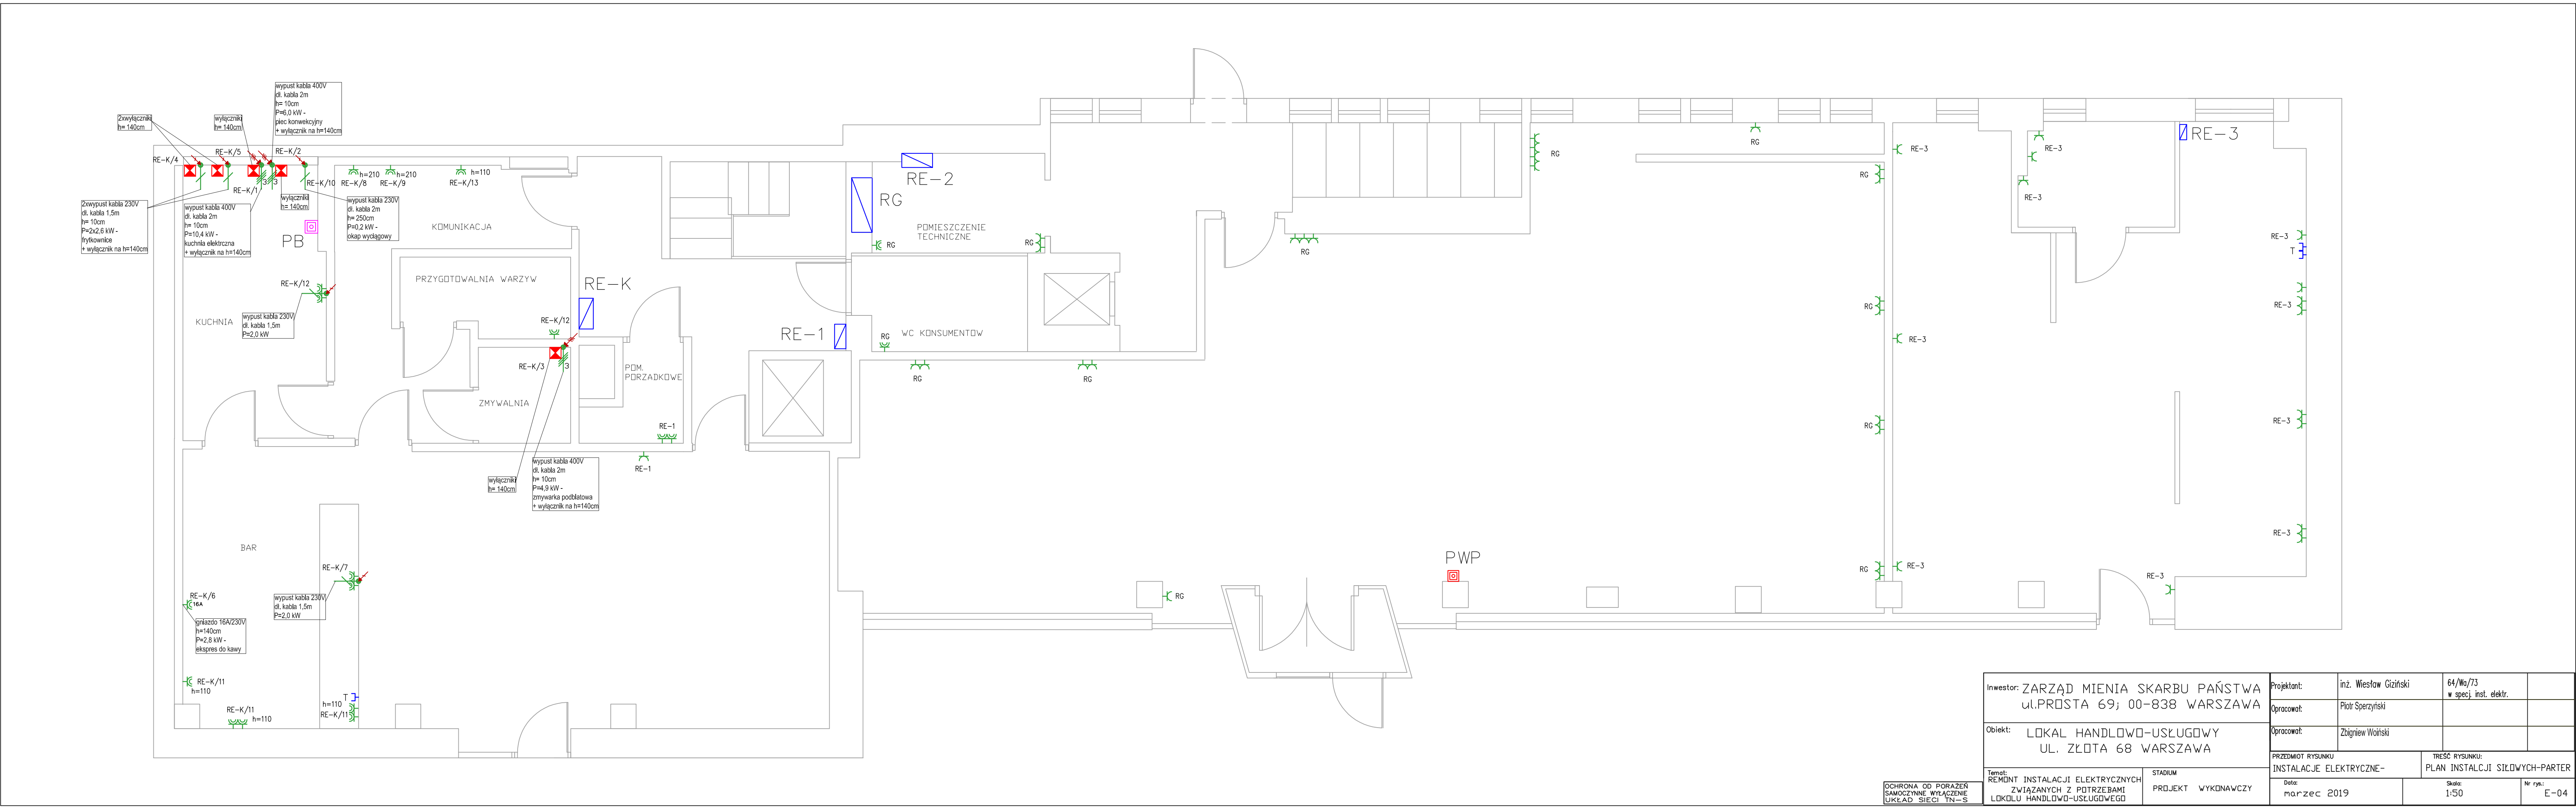 wypust kabla 400V
dł. kabla 2m
h= 10cm
P=6,0 kW -
piec konwekcyjny
+ wyłącznik na h=140cm
2xwyłączniki
h= 140cm
wyłączniki
h= 140cm
RE-K/4
RE-K/5
RE-K/2
RE-K/1
3
3
RE-K/10
wyłączniki
h= 140cm
h=210
RE-K/8
h=210
RE-K/9
h=110
RE-K/13
2xwypust kabla 230V
dł. kabla 1,5m
h= 10cm
P=2x2,6 kW -
frytkownice
+ wyłącznik na h=140cm
wypust kabla 400V
dł. kabla 2m
h= 10cm
P=10,4 kW -
kuchnia elektrczna
+ wyłącznik na h=140cm
wypust kabla 230V
dł. kabla 2m
h= 250cm
P=0,2 kW -
okap wyciągowy
PB
KOMUNIKACJA
PRZYGOTOWALNIA WARZYW
RE-K
RE-K/12
wypust kabla 230V
dł. kabla 1,5m
P=2,0 kW
KUCHNIA
RE-K/12
RE-K/3
3
ZMYWALNIA
POM.
PORZADKOWE
RE-1
RE-1
RE-1
wyłączniki
h= 140cm
wypust kabla 400V
dł. kabla 2m
h= 10cm
P=4,9 kW -
zmywarka podblatowa
+ wyłącznik na h=140cm
BAR
RE-K/7
wypust kabla 230V
dł. kabla 1,5m
P=2,0 kW
RE-K/6
16A
gniazdo 16A/230V
h=140cm
P=2,8 kW -
ekspres do kawy
RE-K/11
h=110
RE-K/11
h=110
T
h=110
RE-K/11
RE-2
RG
RG
POMIESZCZENIE
TECHNICZNE
RG
WC KONSUMENTOW
RG
RG
RG
RG
RG
RG
RG
RG
RG
RG
RG
PWP
RE-3
RE-3
RE-3
RE-3
RE-3
T
RE-3
RE-3
RE-3
RE-3
RE-3
RE-3
RE-3
OCHRONA OD PORAŻEŃ
SAMOCZYNNE WYŁĄCZENIE
UKŁAD SIECI TN-S
Inwestor: ZARZĄD MIENIA SKARBU PAŃSTWA
ul.PROSTA 69; 00-838 WARSZAWA
Obiekt: LOKAL HANDLOWO-USŁUGOWY
UL. ZŁOTA 68 WARSZAWA
Temat:
REMONT INSTALACJI ELEKTRYCZNYCH
ZWIĄZANYCH Z POTRZEBAMI
LOKOLU HANDLOWO-USŁUGOWEGO
STADIUM
PROJEKT WYKONAWCZY
Projektant: inż. Wiesław Giziński 64/Wa/73
w specj. inst. elektr.
Opracował: Piotr Sperzyński
Opracował: Zbigniew Woiński
PRZEDMIOT RYSUNKU
INSTALACJE ELEKTRYCZNE-
TREŚĆ RYSUNKU:
PLAN INSTALCJI SIŁOWYCH-PARTER
Data:
marzec 2019
Skala:
1:50
Nr rys.:
E-04